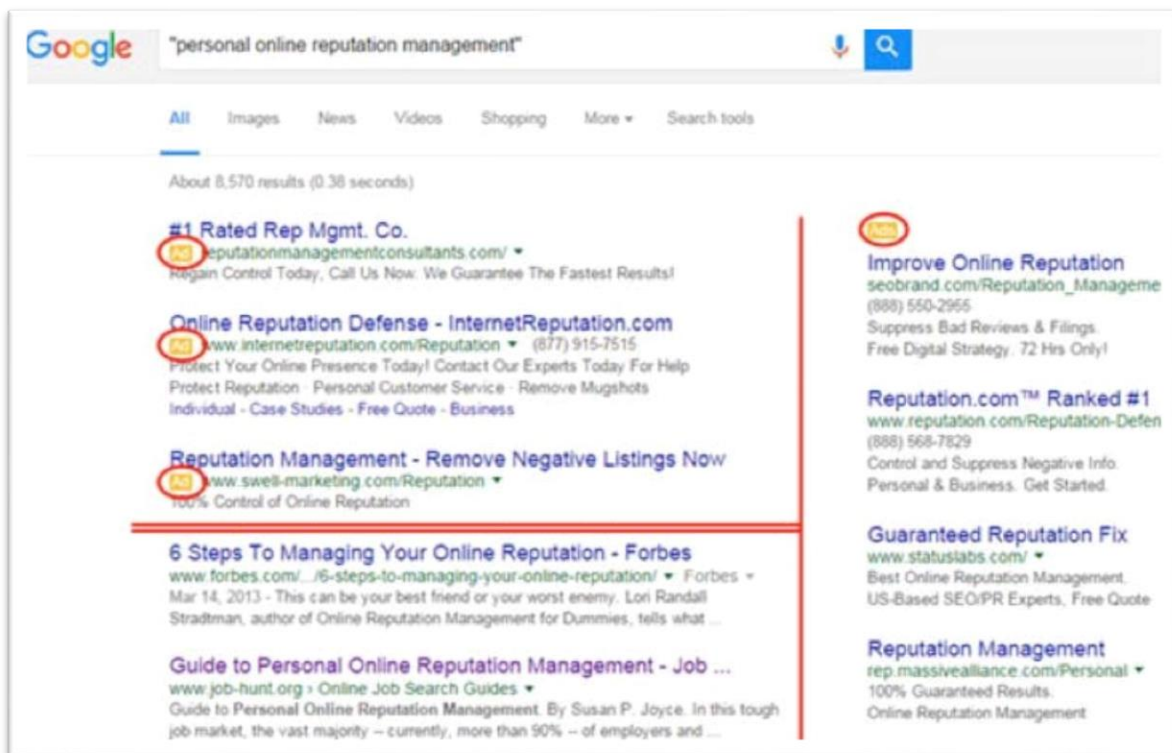 Google
"personal online reputation management"
All Images News Videos Shopping More Search tools
About 8,570 results (0.38 seconds)
#1 Rated Rep Mgmt. Co.
Ad reputationmanagementconsultants.com/
Regain Control Today, Call Us Now. We Guarantee The Fastest Results!
Online Reputation Defense - InternetReputation.com
Ad www.internetreputation.com/Reputation (877) 915-7515
Protect Your Online Presence Today! Contact Our Experts Today For Help
Protect Reputation · Personal Customer Service · Remove Mugshots
Individual - Case Studies - Free Quote - Business
Reputation Management - Remove Negative Listings Now
Ad www.swell-marketing.com/Reputation
100% Control of Online Reputation
6 Steps To Managing Your Online Reputation - Forbes
www.forbes.com/.../6-steps-to-managing-your-online-reputation/ Forbes
Mar 14, 2013 - This can be your best friend or your worst enemy. Lori Randall
Stradtman, author of Online Reputation Management for Dummies, tells what ...
Guide to Personal Online Reputation Management - Job ...
www.job-hunt.org › Online Job Search Guides
Guide to Personal Online Reputation Management. By Susan P. Joyce. In this tough
job market, the vast majority -- currently, more than 90% -- of employers and ...
Ads
Improve Online Reputation
seobrand.com/Reputation_Manageme
(888) 550-2955
Suppress Bad Reviews & Filings.
Free Digital Strategy. 72 Hrs Only!
Reputation.com™ Ranked #1
www.reputation.com/Reputation-Defen
(888) 568-7829
Control and Suppress Negative Info.
Personal & Business. Get Started.
Guaranteed Reputation Fix
www.statuslabs.com/
Best Online Reputation Management.
US-Based SEO/PR Experts, Free Quote
Reputation Management
rep.massivealliance.com/Personal
100% Guaranteed Results.
Online Reputation Management